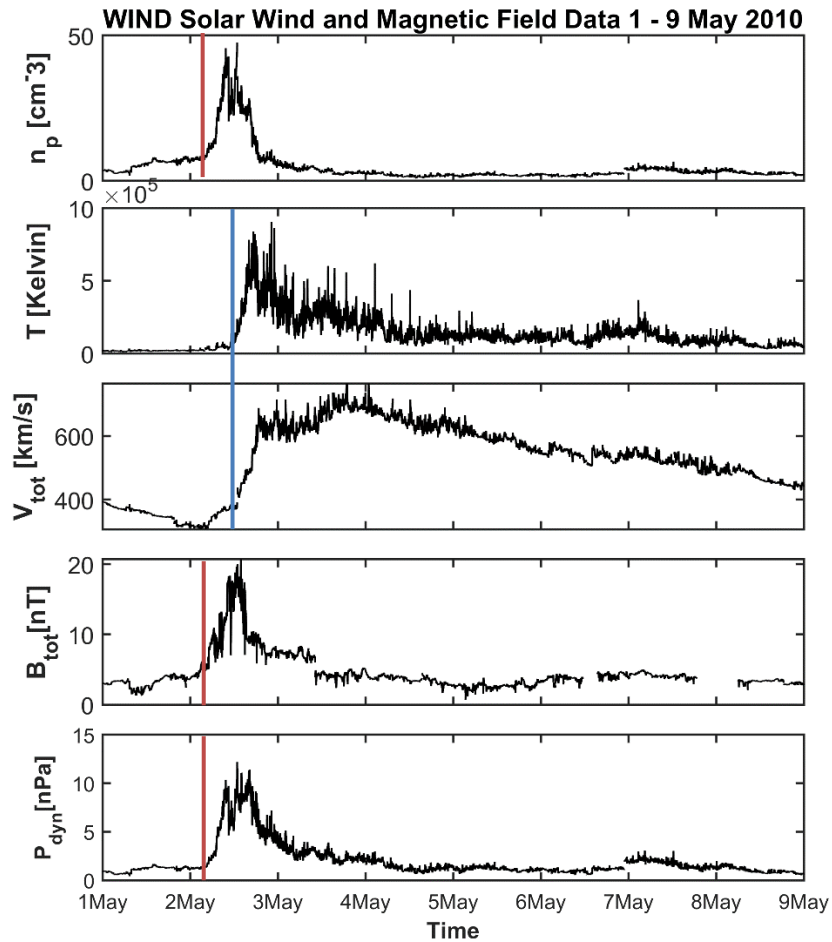 WIND Solar Wind and Magnetic Field Data 1 - 9 May 2010
n_p [cm^-3]
50
0
×10^5
T [Kelvin]
10
5
0
V_tot [km/s]
600
400
B_tot[nT]
20
10
0
P_dyn[nPa]
15
10
5
0
1May 2May 3May 4May 5May 6May 7May 8May 9May
Time